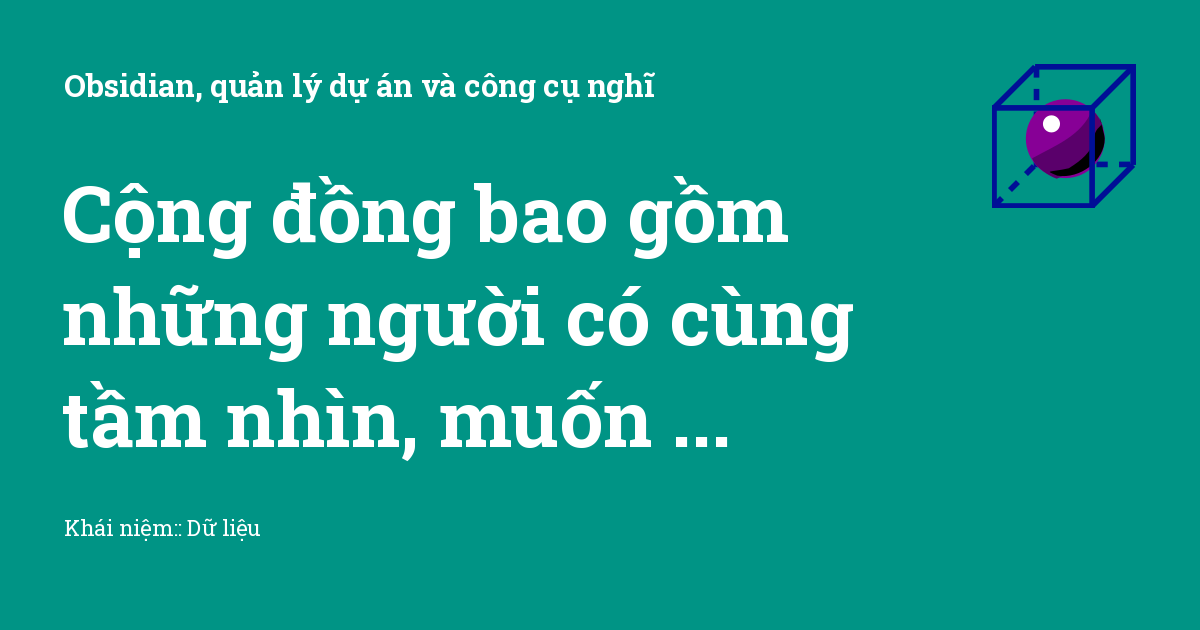 Obsidian, quản lý dự án và công cụ nghĩ
Cộng đồng bao gồm
những người có cùng
tầm nhìn, muốn ...
Khái niệm:: Dữ liệu